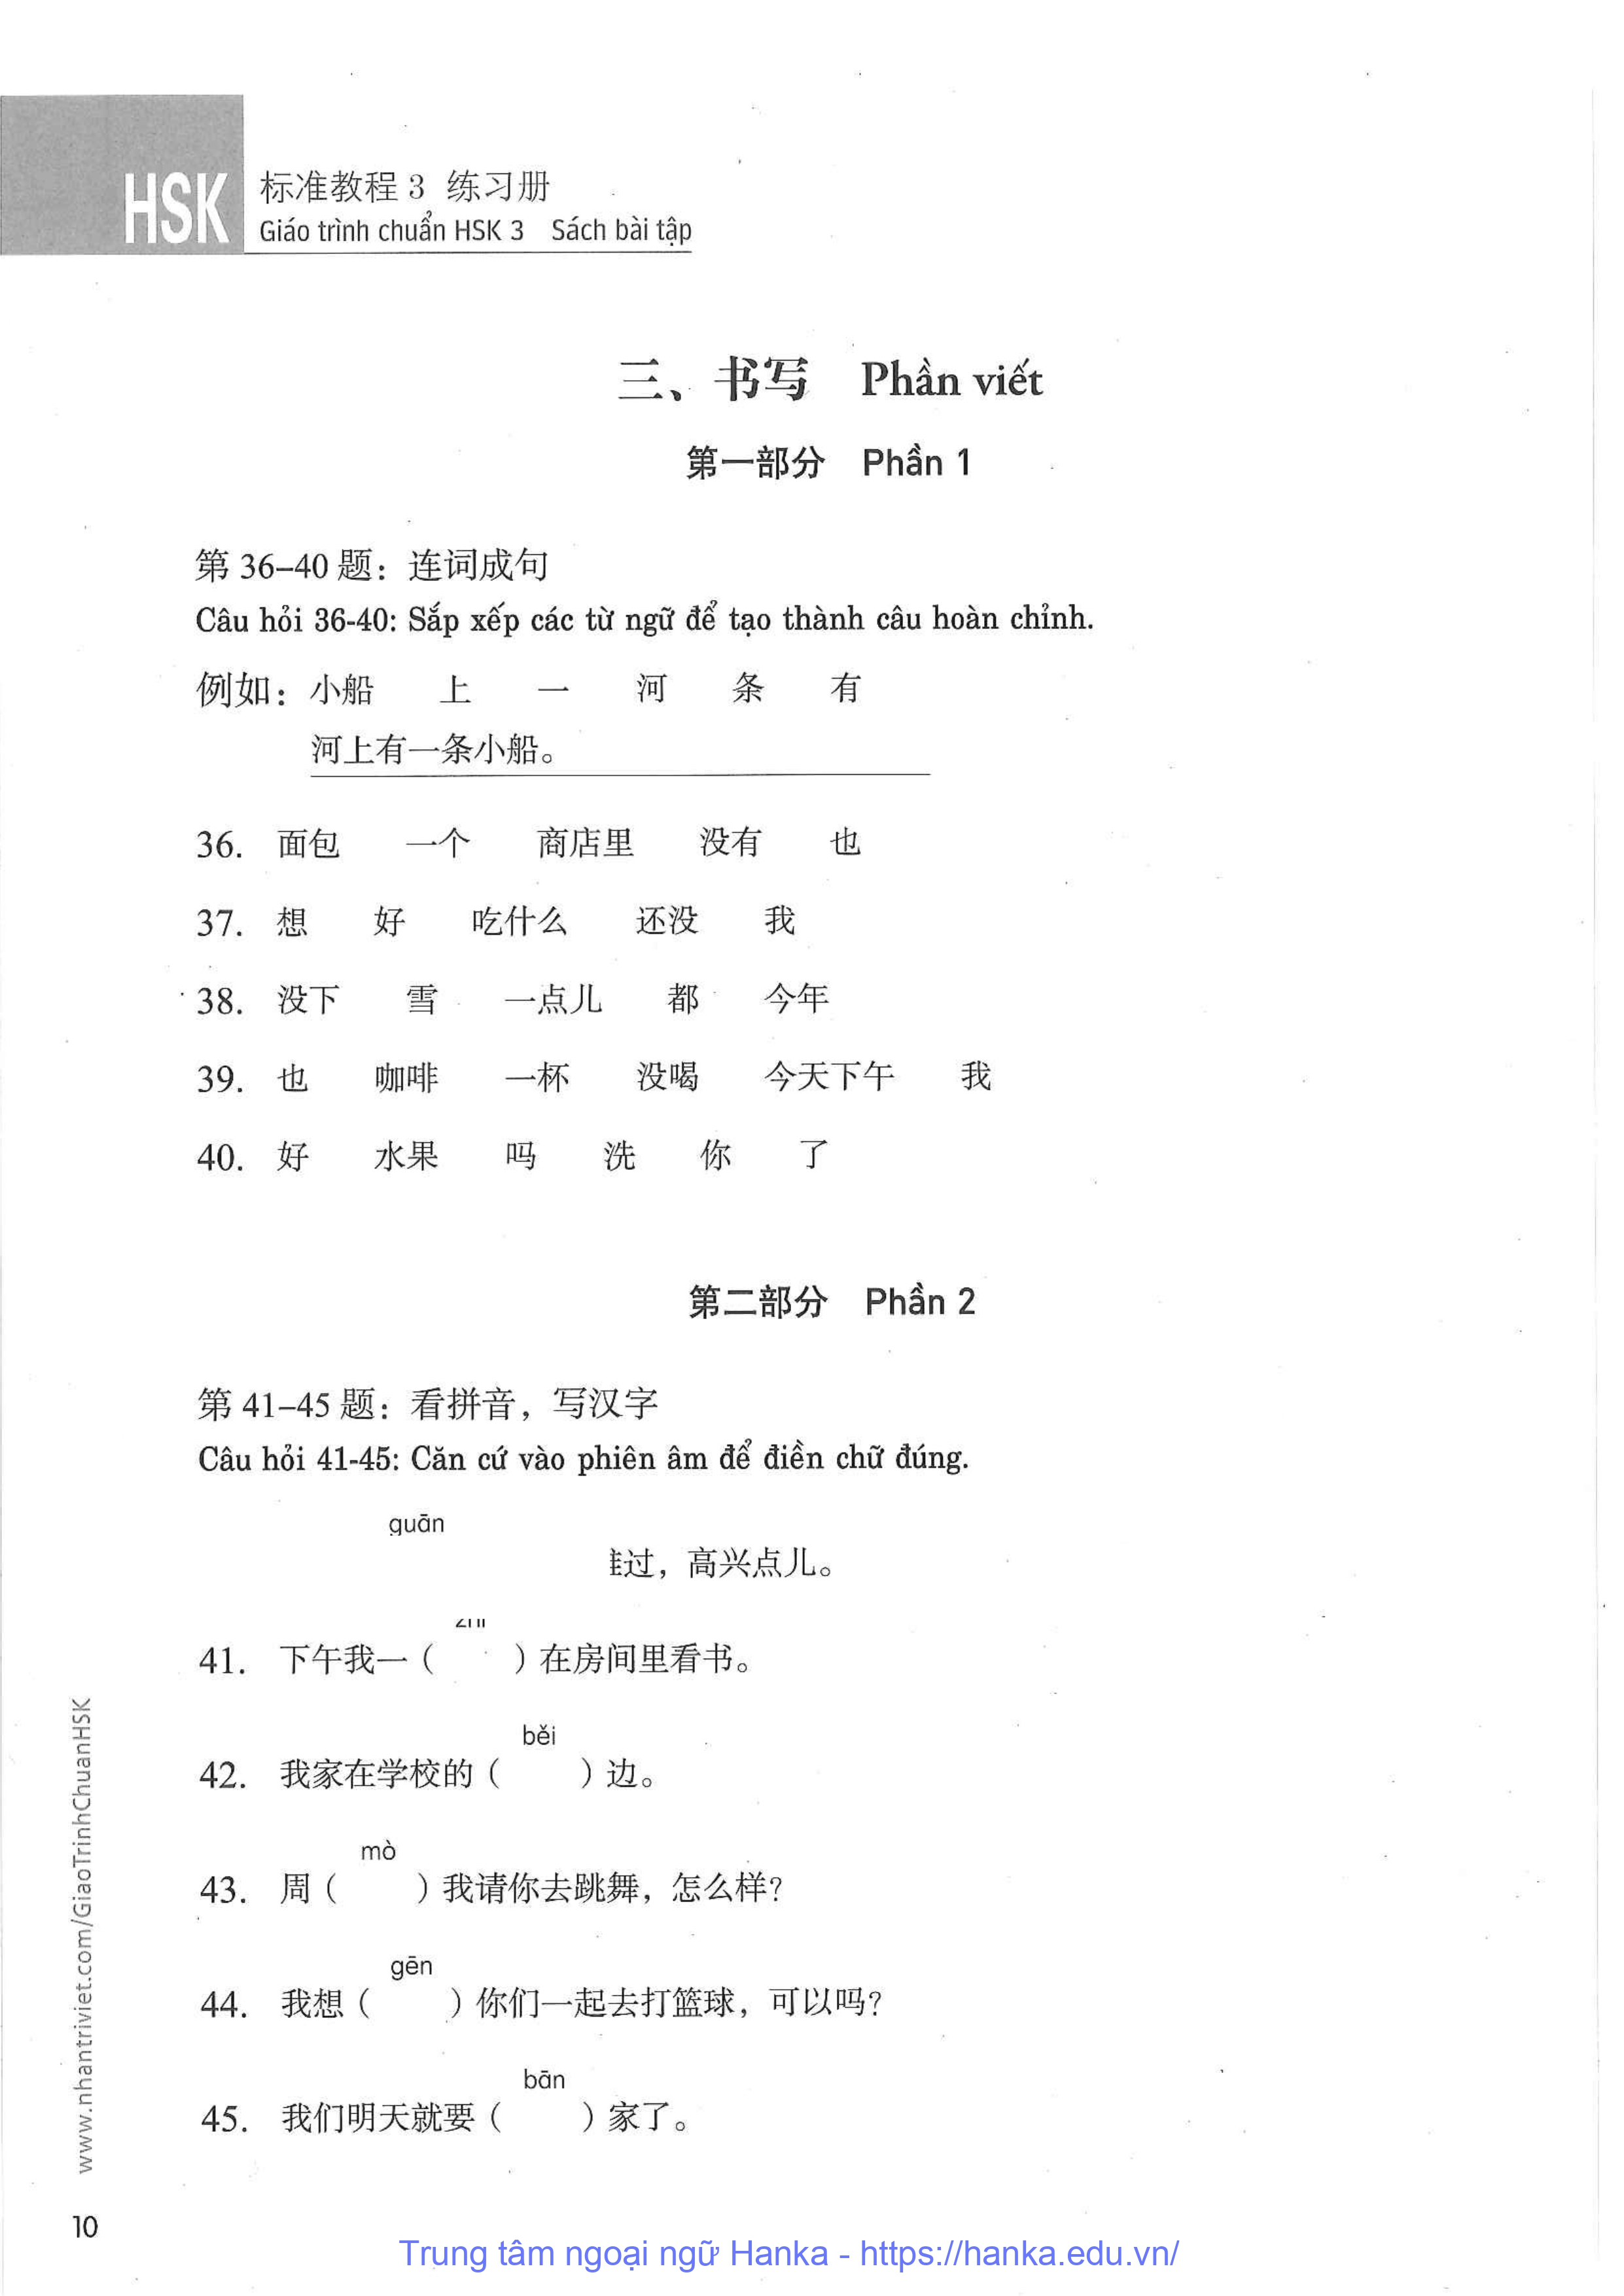 HSK
标准教程 3 练习册
Giáo trình chuẩn HSK 3 Sách bài tập
三、书写 Phần viết
第一部分 Phần 1
第 36–40 题：连词成句
Câu hỏi 36-40: Sắp xếp các từ ngữ để tạo thành câu hoàn chỉnh.
例如：小船 上 一 河 条 有
河上有一条小船。
36. 面包 一个 商店里 没有 也
37. 想 好 吃什么 还没 我
38. 没下 雪 一点儿 都 今年
39. 也 咖啡 一杯 没喝 今天下午 我
40. 好 水果 吗 洗 你 了
第二部分 Phần 2
第 41–45 题：看拼音，写汉字
Câu hỏi 41-45: Căn cứ vào phiên âm để điền chữ đúng.
guān
过，高兴点儿。
41. 下午我一（ ）在房间里看书。
běi
42. 我家在学校的（ ）边。
mò
43. 周（ ）我请你去跳舞，怎么样？
gēn
44. 我想（ ）你们一起去打篮球，可以吗？
bān
45. 我们明天就要（ ）家了。
www.nhantriviet.com/GiaoTrinhChuanHSK
10
Trung tâm ngoại ngữ Hanka - https://hanka.edu.vn/